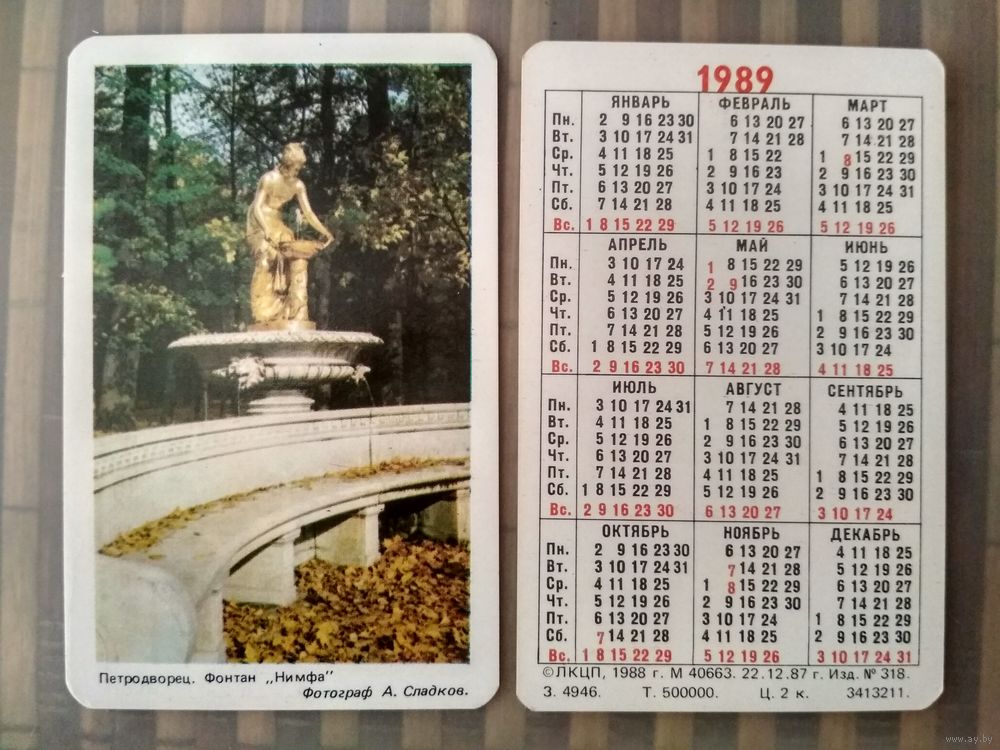 Петродворец. Фонтан „Нимфа"
Фотограф А. Сладков.
1989
ЯНВАРЬ ФЕВРАЛЬ МАРТ
Пн. 2 9 16 23 30 6 13 20 27 6 13 20 27
Вт. 3 10 17 24 31 7 14 21 28 7 14 21 28
Ср. 4 11 18 25 1 8 15 22 1 8 15 22 29
Чт. 5 12 19 26 2 9 16 23 2 9 16 23 30
Пт. 6 13 20 27 3 10 17 24 3 10 17 24 31
Сб. 7 14 21 28 4 11 18 25 4 11 18 25
Вс. 1 8 15 22 29 5 12 19 26 5 12 19 26
АПРЕЛЬ МАЙ ИЮНЬ
Пн. 3 10 17 24 1 8 15 22 29 5 12 19 26
Вт. 4 11 18 25 2 9 16 23 30 6 13 20 27
Ср. 5 12 19 26 3 10 17 24 31 7 14 21 28
Чт. 6 13 20 27 4 11 18 25 1 8 15 22 29
Пт. 7 14 21 28 5 12 19 26 2 9 16 23 30
Сб. 1 8 15 22 29 6 13 20 27 3 10 17 24
Вс. 2 9 16 23 30 7 14 21 28 4 11 18 25
ИЮЛЬ АВГУСТ СЕНТЯБРЬ
Пн. 3 10 17 24 31 7 14 21 28 4 11 18 25
Вт. 4 11 18 25 1 8 15 22 29 5 12 19 26
Ср. 5 12 19 26 2 9 16 23 30 6 13 20 27
Чт. 6 13 20 27 3 10 17 24 31 7 14 21 28
Пт. 7 14 21 28 4 11 18 25 1 8 15 22 29
Сб. 1 8 15 22 29 5 12 19 26 2 9 16 23 30
Вс. 2 9 16 23 30 6 13 20 27 3 10 17 24
ОКТЯБРЬ НОЯБРЬ ДЕКАБРЬ
Пн. 2 9 16 23 30 6 13 20 27 4 11 18 25
Вт. 3 10 17 24 31 7 14 21 28 5 12 19 26
Ср. 4 11 18 25 1 8 15 22 29 6 13 20 27
Чт. 5 12 19 26 2 9 16 23 30 7 14 21 28
Пт. 6 13 20 27 3 10 17 24 1 8 15 22 29
Сб. 7 14 21 28 4 11 18 25 2 9 16 23 30
Вс. 1 8 15 22 29 5 12 19 26 3 10 17 24 31
©ЛКЦП, 1988 г. М 40663. 22.12.87 г. Изд. № 318.
З. 4946. Т. 500000. Ц. 2 к. 3413211.
www.ay.by